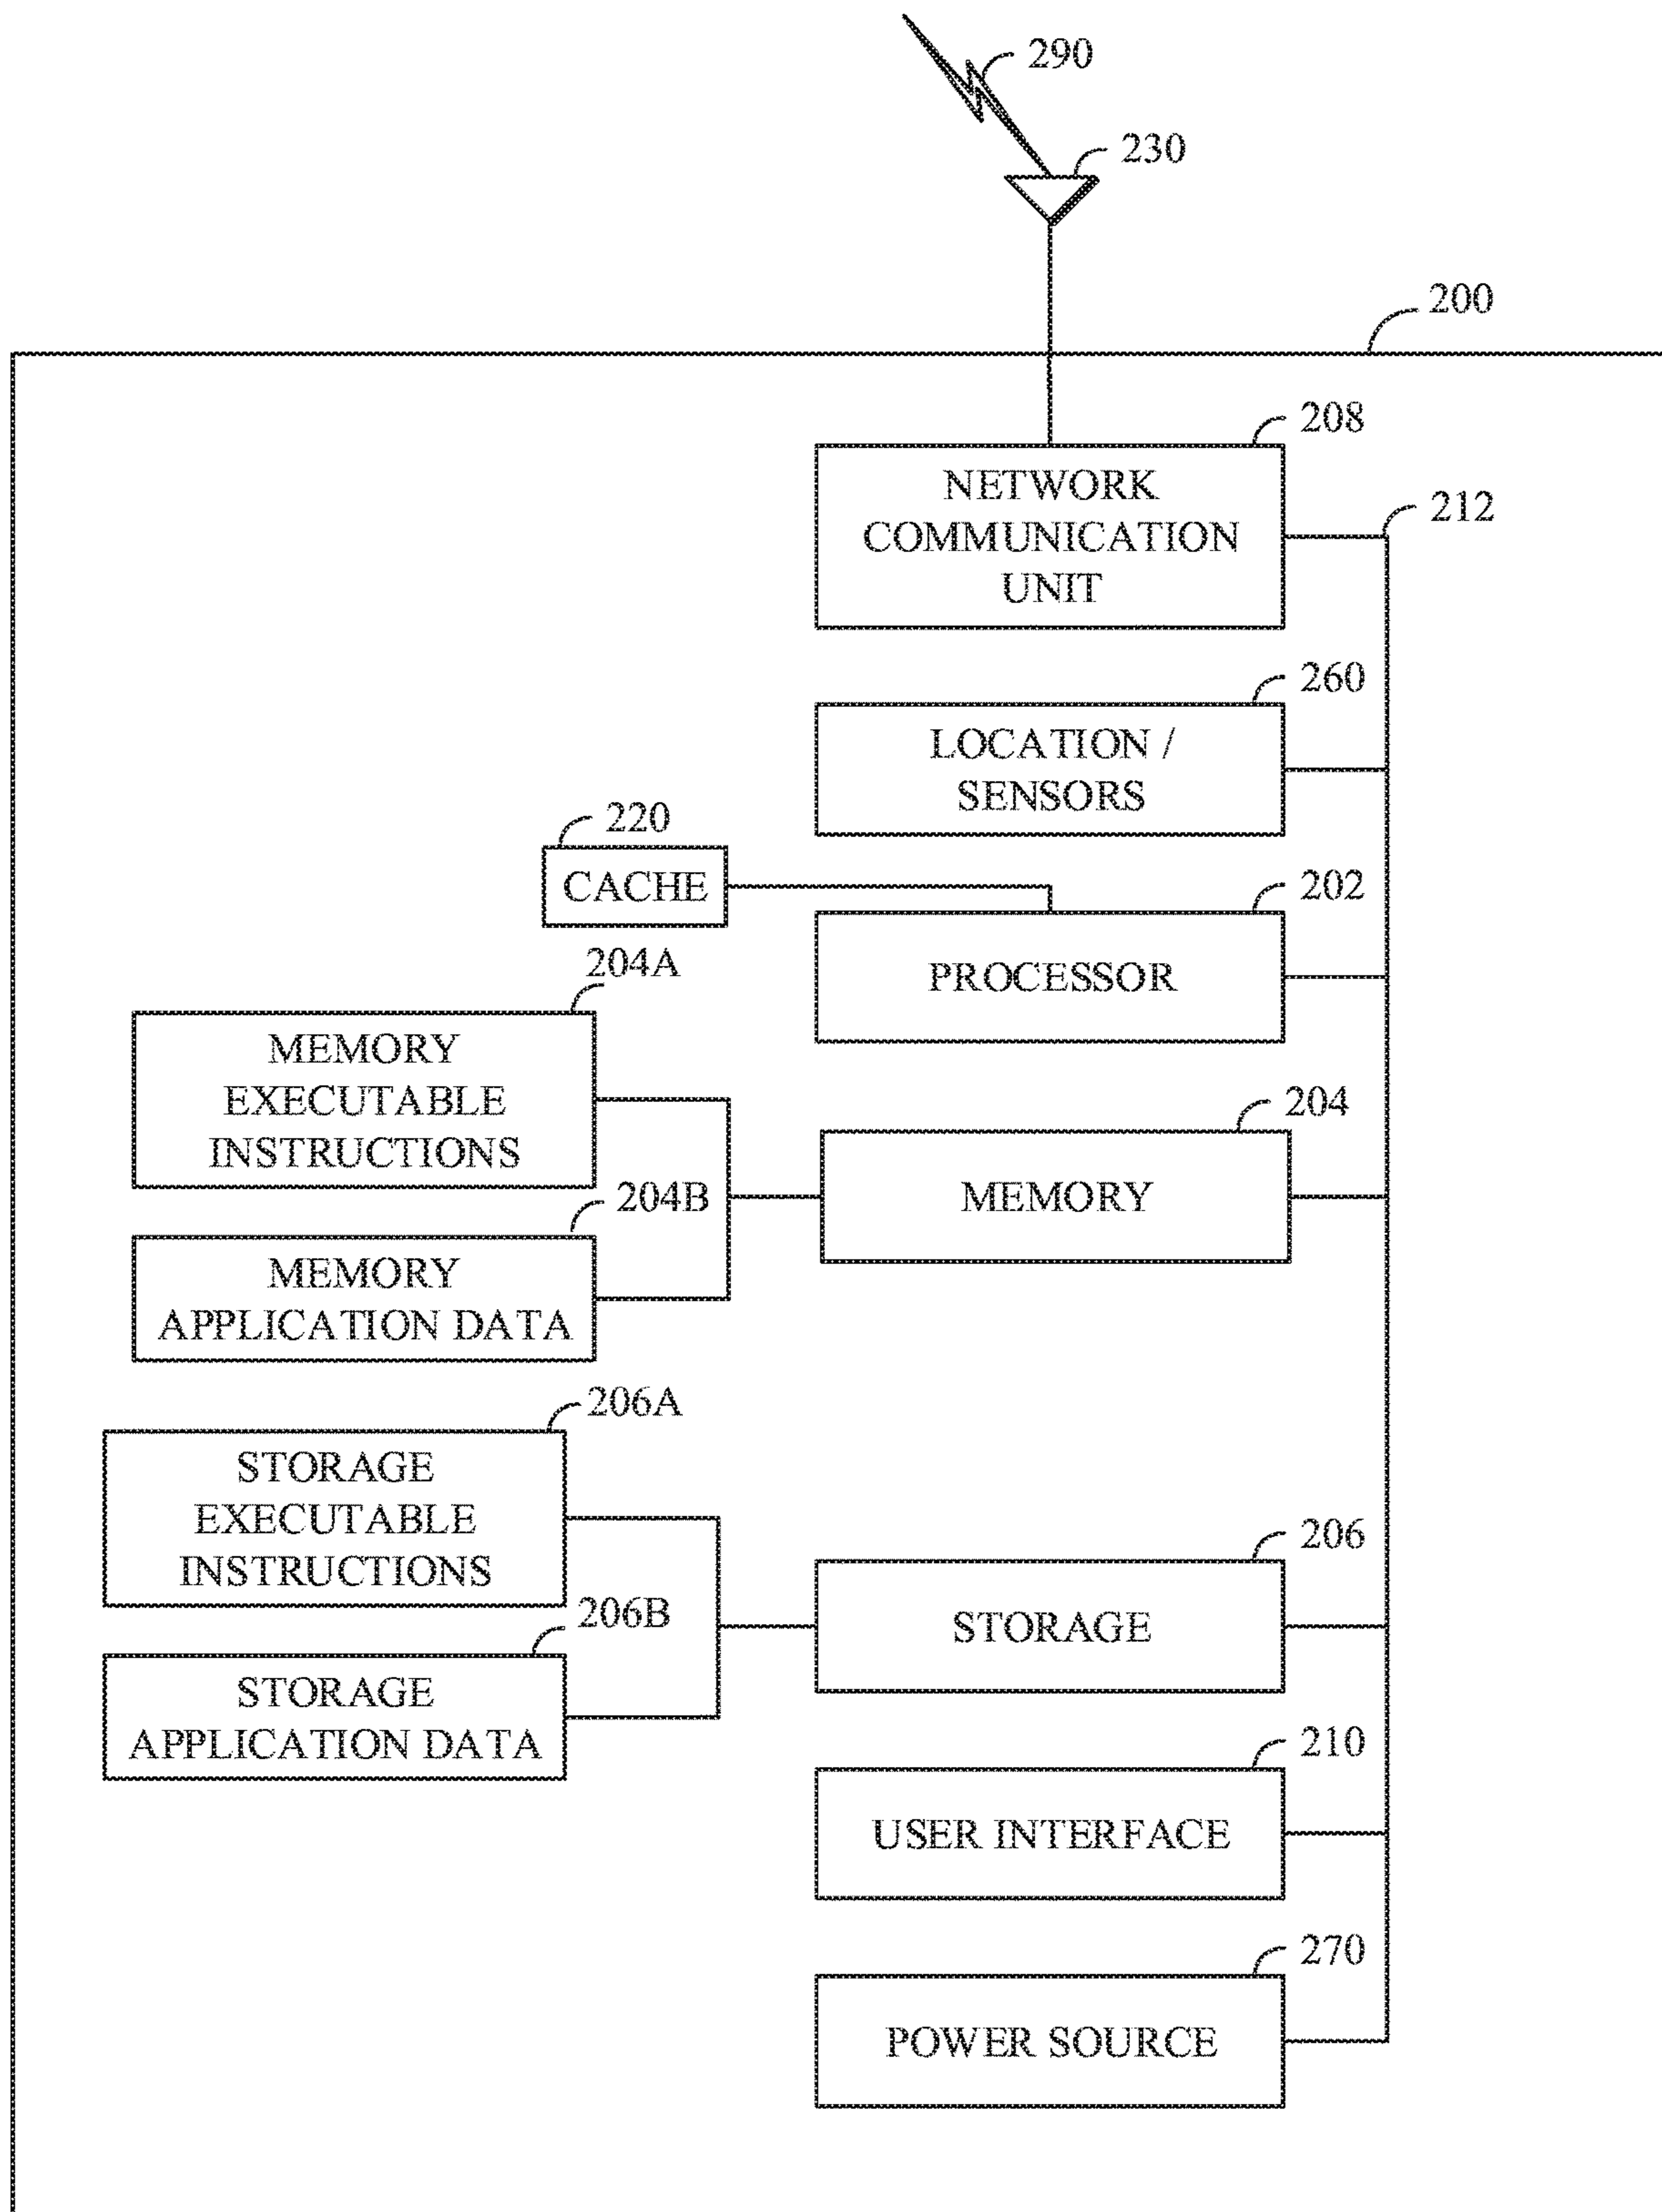 290
230
200
208
NETWORK
COMMUNICATION
UNIT
212
260
LOCATION /
SENSORS
220
CACHE
202
PROCESSOR
204A
MEMORY
EXECUTABLE
INSTRUCTIONS
204
MEMORY
204B
MEMORY
APPLICATION DATA
206A
STORAGE
EXECUTABLE
INSTRUCTIONS
206
STORAGE
206B
STORAGE
APPLICATION DATA
210
USER INTERFACE
270
POWER SOURCE